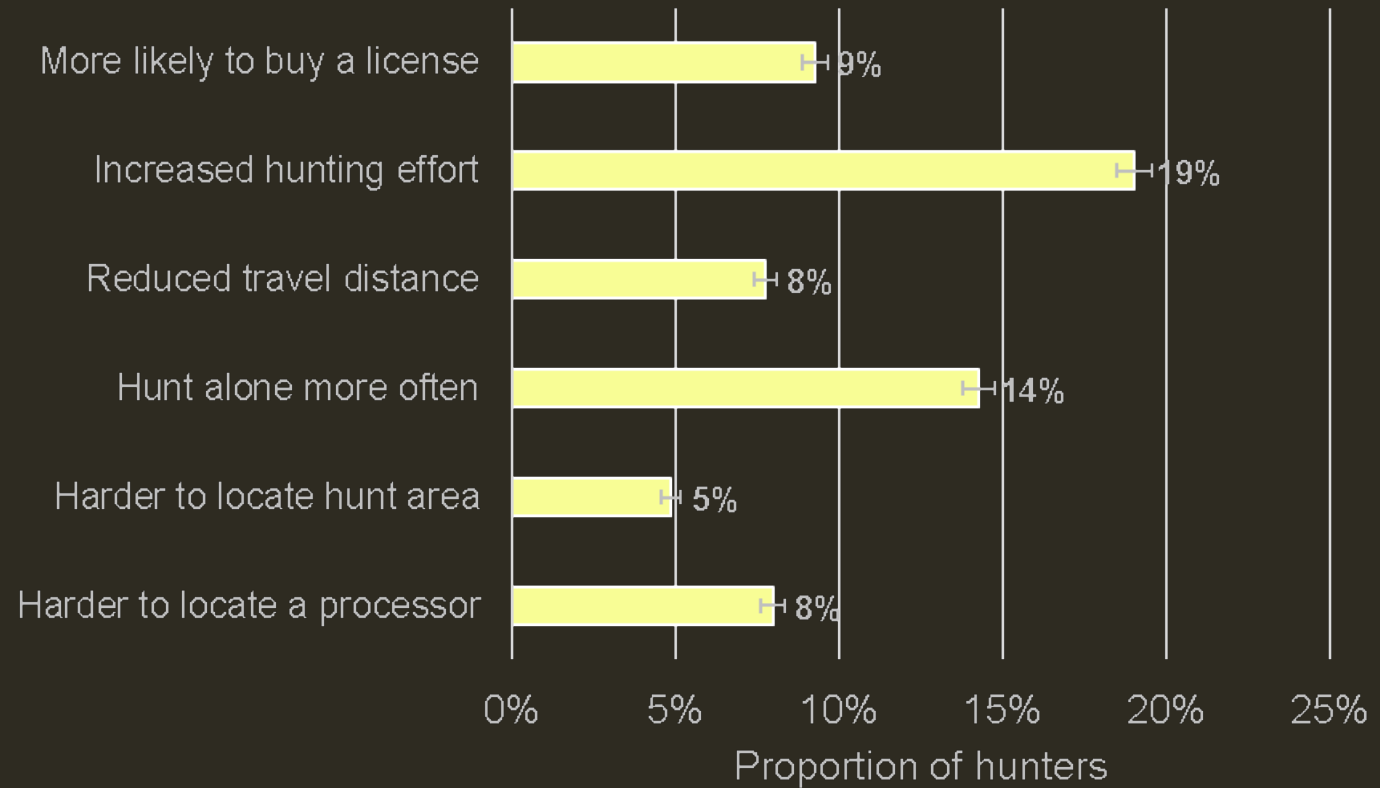 More likely to buy a license 9%
Increased hunting effort 19%
Reduced travel distance 8%
Hunt alone more often 14%
Harder to locate hunt area 5%
Harder to locate a processor 8%
0% 5% 10% 15% 20% 25%
Proportion of hunters